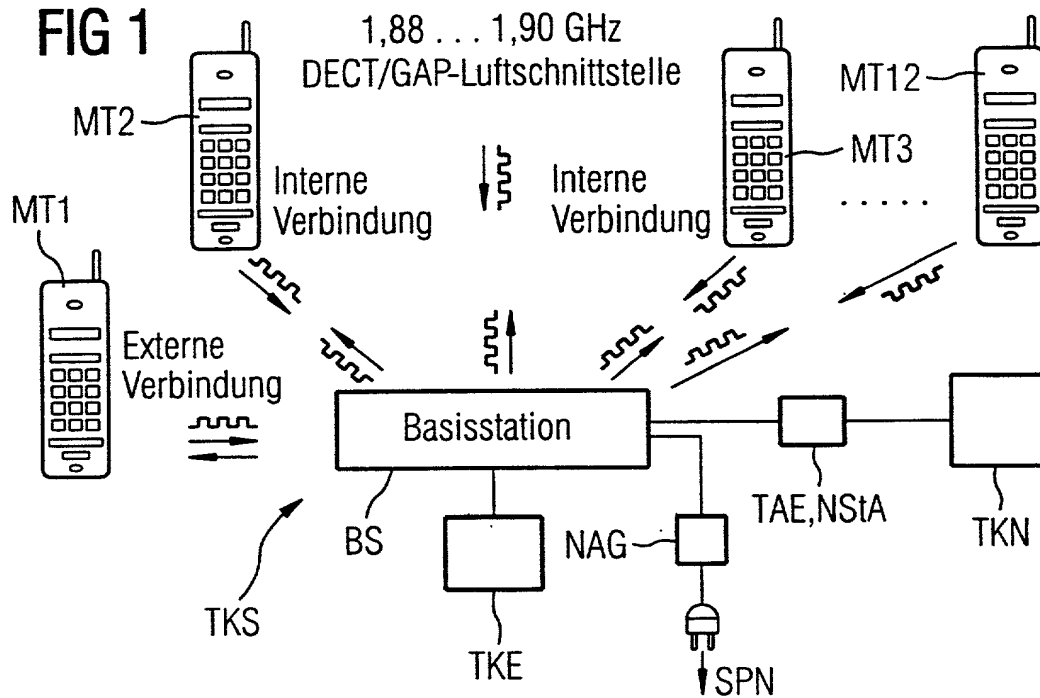 FIG 1
1,88 . . . 1,90 GHz
DECT/GAP-Luftschnittstelle
MT2
MT12
MT3
MT1
Interne
Verbindung
Interne
Verbindung
. . . . .
Externe
Verbindung
Basisstation
BS
TAE,NStA
TKN
NAG
TKS
TKE
SPN